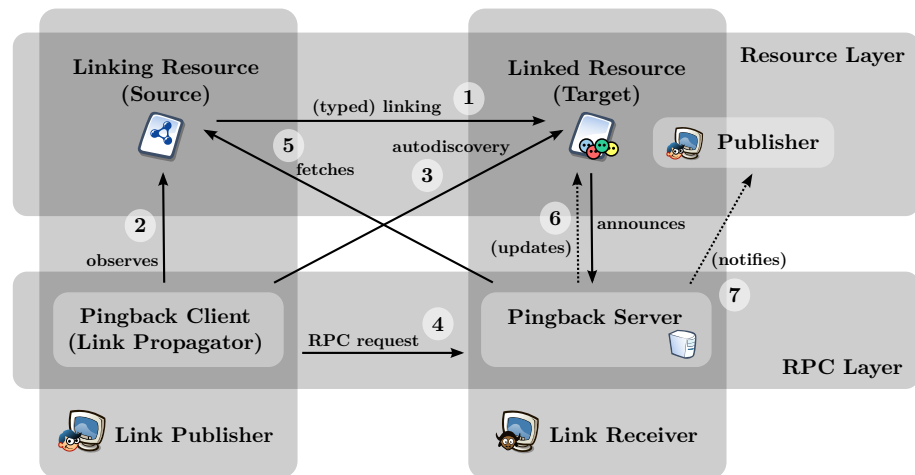 Resource Layer
Linking Resource
(Source)
Linked Resource
(Target)
(typed) linking
1
Publisher
5
fetches
autodiscovery
3
2
observes
6
(updates)
announces
(notifies)
7
Pingback Client
(Link Propagator)
RPC request
4
Pingback Server
RPC Layer
Link Publisher
Link Receiver